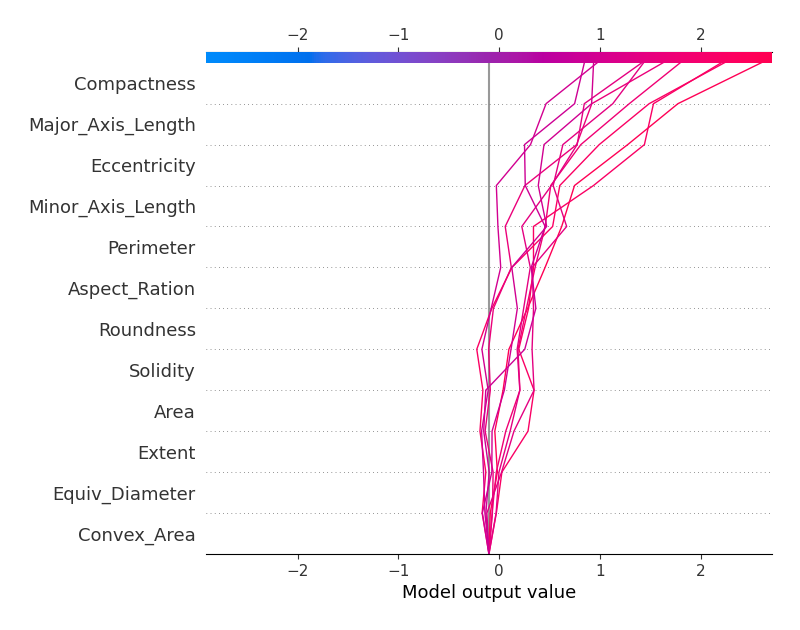 −2 −1 0 1 2
Compactness
Major_Axis_Length
Eccentricity
Minor_Axis_Length
Perimeter
Aspect_Ration
Roundness
Solidity
Area
Extent
Equiv_Diameter
Convex_Area
−2 −1 0 1 2
Model output value